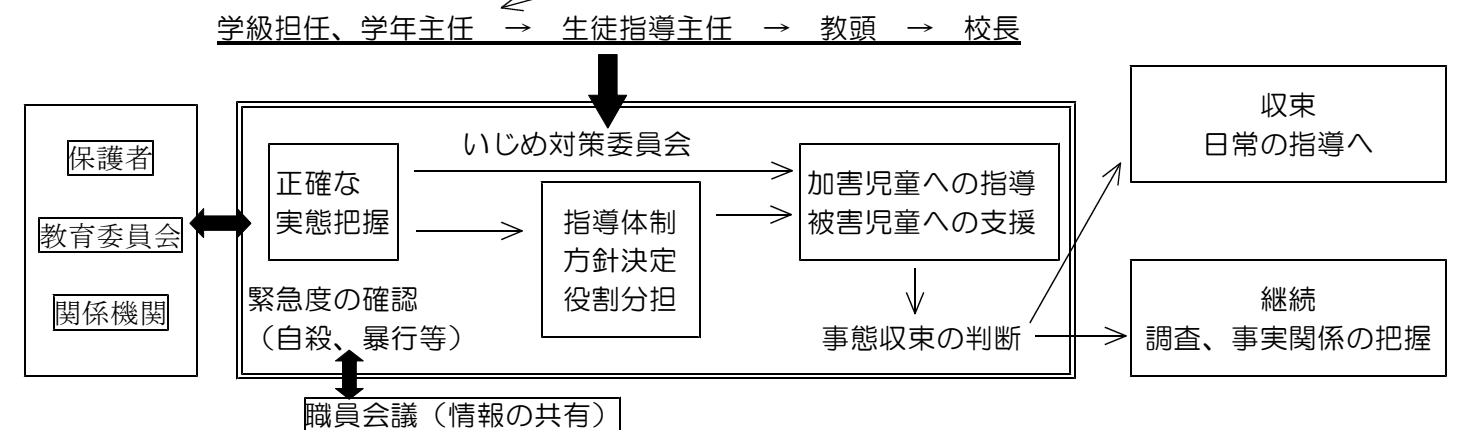 学級担任、学年主任　→　生徒指導主任　→　教頭　→　校長
いじめ対策委員会
保護者
教育委員会
関係機関
正確な
実態把握
緊急度の確認
（自殺、暴行等）
指導体制
方針決定
役割分担
加害児童への指導
被害児童への支援
事態収束の判断
収束
日常の指導へ
継続
調査、事実関係の把握
職員会議（情報の共有）